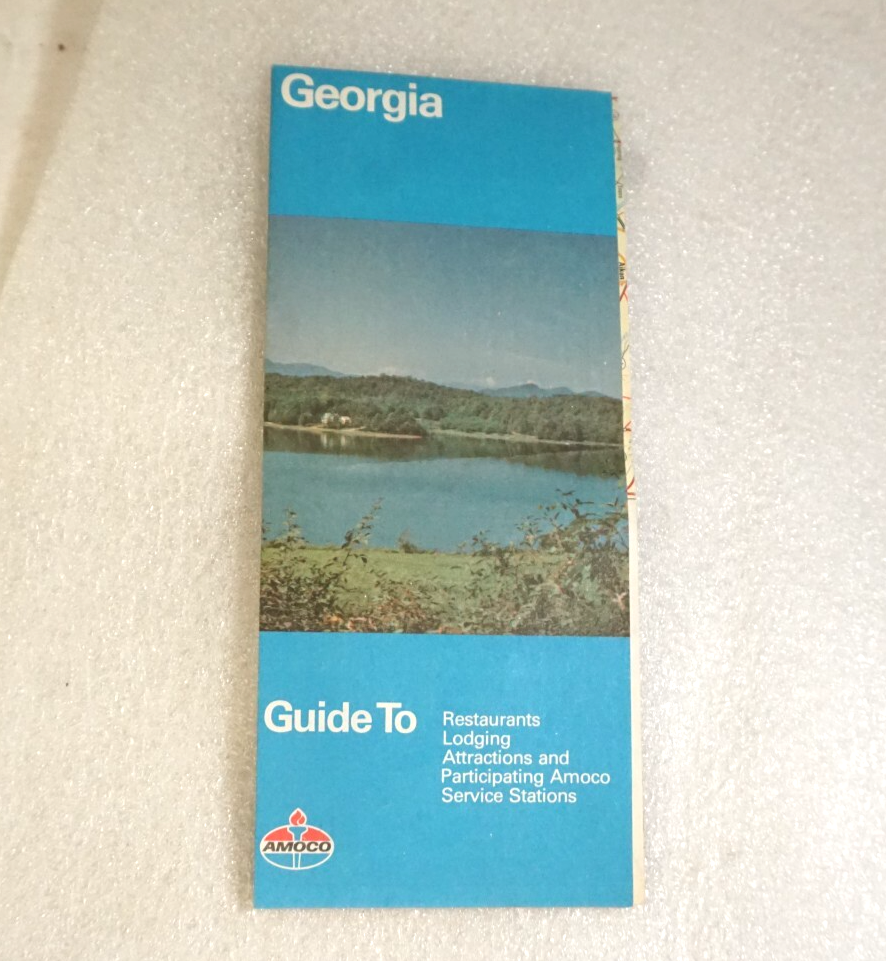 Georgia
Guide To
Restaurants
Lodging
Attractions and
Participating Amoco
Service Stations
AMOCO